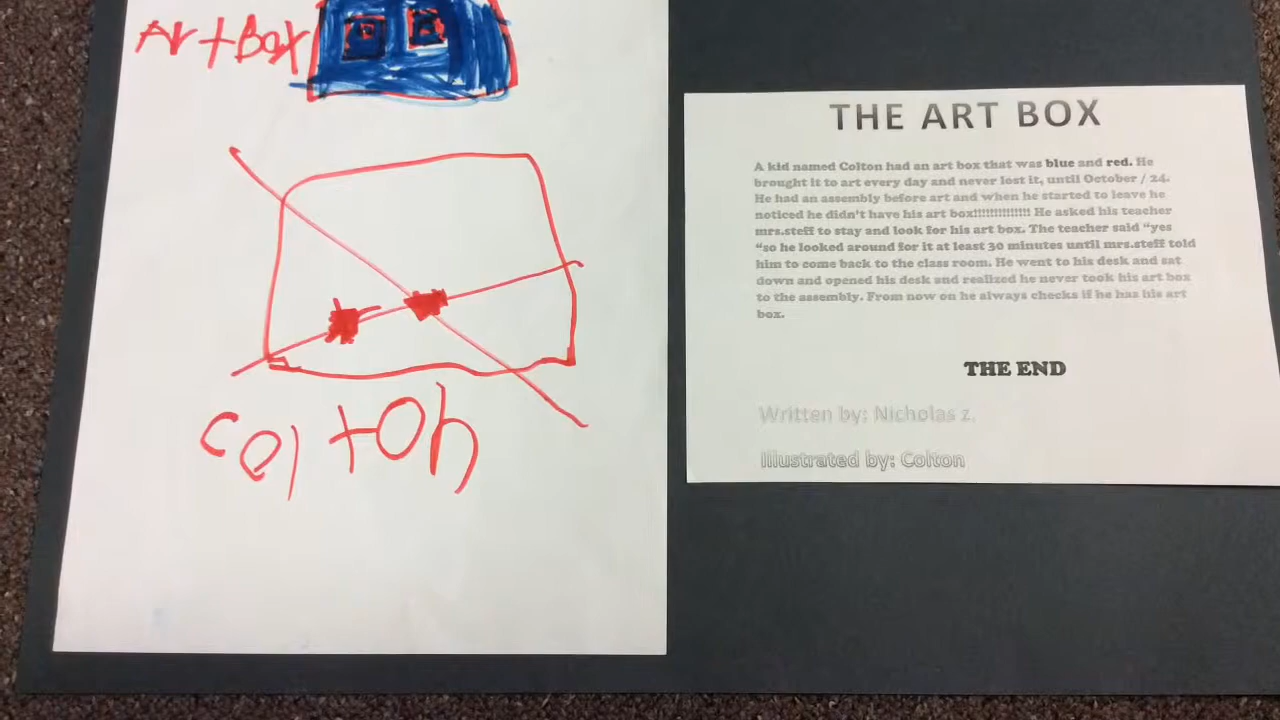 Art Box
Colton
THE ART BOX
A kid named Colton had an art box that was blue and red. He
brought it to art every day and never lost it, until October / 24.
He had an assembly before art and when he started to leave he
noticed he didn't have his art box!!!!!!!!!!!!!! He asked his teacher
mrs.steff to stay and look for his art box. The teacher said "yes
"so he looked around for it at least 30 minutes until mrs.steff told
him to come back to the class room. He went to his desk and sat
down and opened his desk and realized he never took his art box
to the assembly. From now on he always checks if he has his art
box.
THE END
Written by: Nicholas z.
Illustrated by: Colton